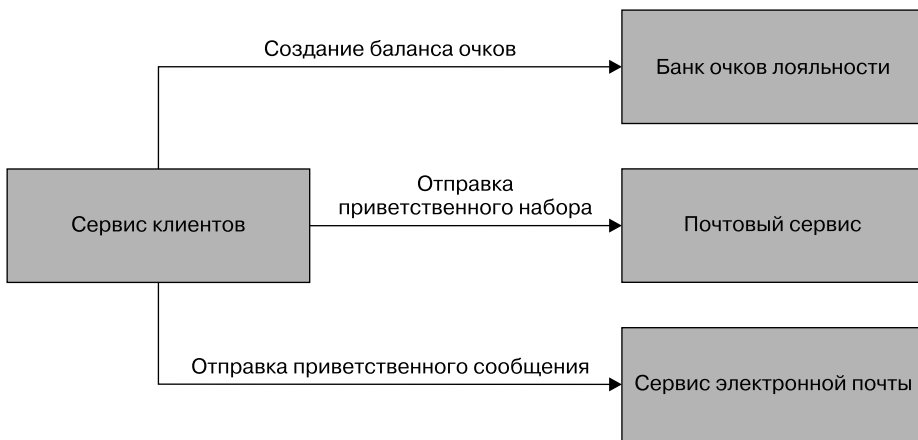 Создание баланса очков
Банк очков лояльности
Отправка
приветственного набора
Сервис клиентов
Почтовый сервис
Отправка приветственного сообщения
Сервис электронной почты